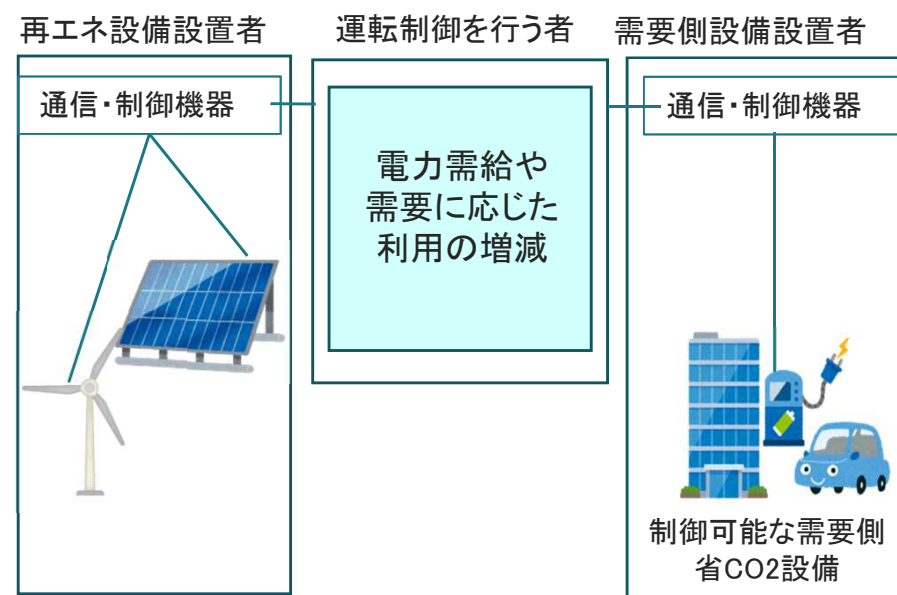 再エネ設備設置者
通信・制御機器
運転制御を行う者
電力需給や
需要に応じた
利用の増減
需要側設備設置者
通信・制御機器
制御可能な需要側
省CO2設備